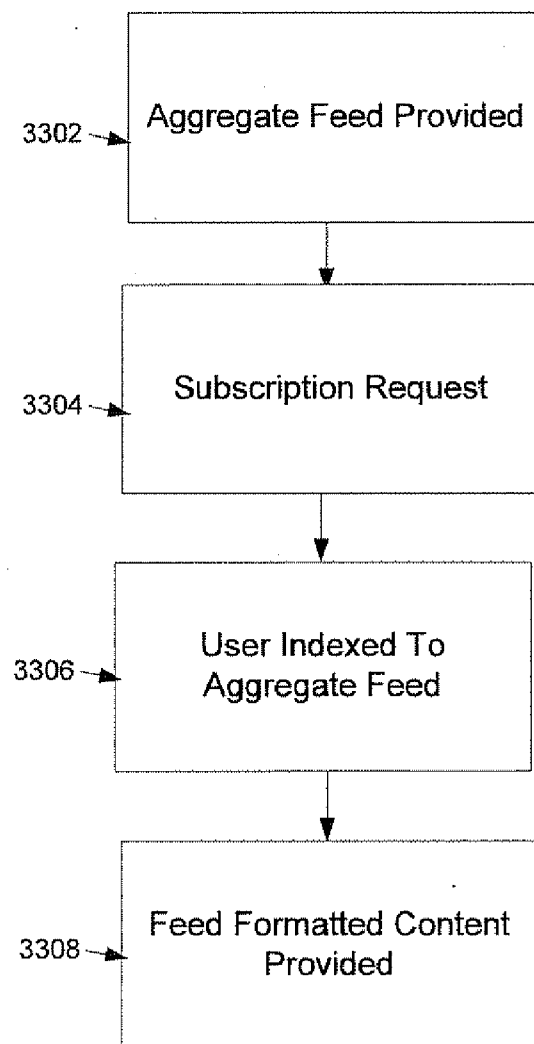 3302
Aggregate Feed Provided
3304
Subscription Request
3306
User Indexed To
Aggregate Feed
3308
Feed Formatted Content
Provided